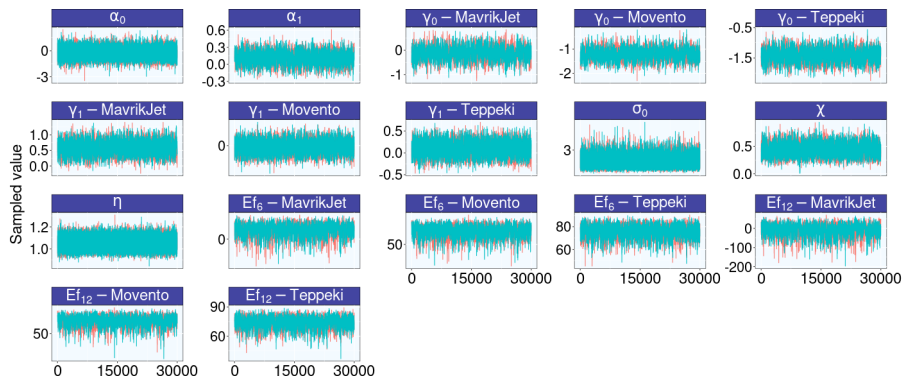 α₀ α₁ γ₀ − MavrikJet γ₀ − Movento γ₀ − Teppeki
0 -3
0.6 0.3 0.0 -0.3
0 -1
-1 -2
-0.5 -1.5
γ₁ − MavrikJet γ₁ − Movento γ₁ − Teppeki σ₀ χ
1.0 0.5 0.0
0
0.5 0.0 -0.5
3
0.5 0.0
Sampled value
η Ef₆ − MavrikJet Ef₆ − Movento Ef₆ − Teppeki Ef₁₂ − MavrikJet
1.2 1.0
0
50
80 60
0 -100 -200
0 15000 30000 0 15000 30000 0 15000 30000
Ef₁₂ − Movento Ef₁₂ − Teppeki
50
90 60
0 15000 30000 0 15000 30000